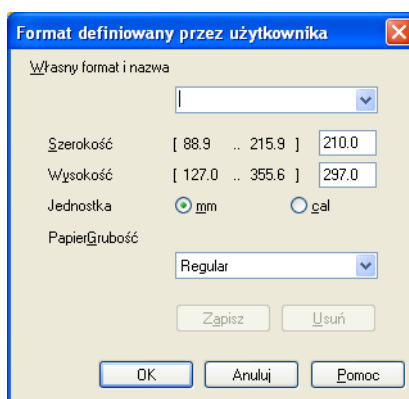 Format definiowany przez użytkownika
Własny format i nazwa
Szerokość [ 88.9 .. 215.9 ] 210.0
Wysokość [ 127.0 .. 355.6 ] 297.0
Jednostka mm cal
PapierGrubość
Regular
Zapisz Usuń
OK Anuluj Pomoc